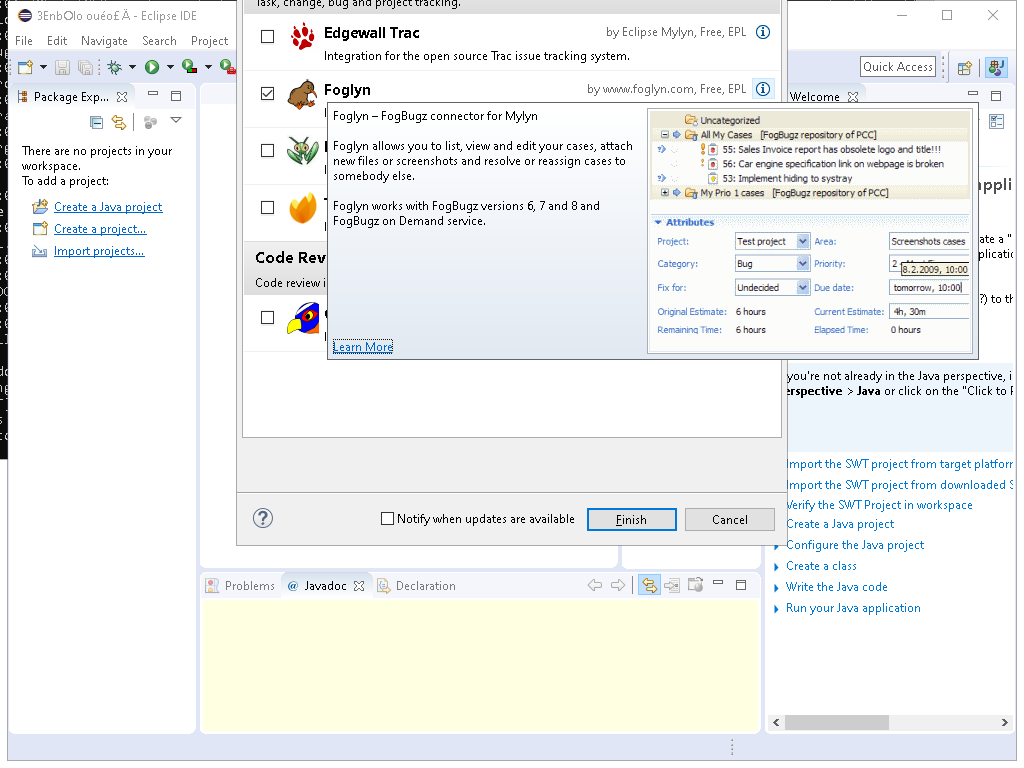 Task, change, bug and project tracking.
3EnbOlo ouéo£Ä - Eclipse IDE
File Edit Navigate Search Project
Quick Access
Edgewall Trac
by Eclipse Mylyn, Free, EPL
Integration for the open source Trac issue tracking system.
Foglyn
by www.foglyn.com, Free, EPL
Package Exp...
Welcome
There are no projects in your
workspace.
To add a project:
Create a Java project
Create a project...
Import projects...
Foglyn – FogBugz connector for Mylyn
Foglyn allows you to list, view and edit your cases, attach
new files or screenshots and resolve or reassign cases to
somebody else.
Foglyn works with FogBugz versions 6, 7 and 8 and
FogBugz on Demand service.
Learn More
Uncategorized
All My Cases [FogBugz repository of PCC]
55: Sales Invoice report has obsolete logo and title!!!
56: Car engine specification link on webpage is broken
53: Implement hiding to systray
My Prio 1 cases [FogBugz repository of PCC]
Attributes
Project: Test project Area: Screenshots cases
Category: Bug Priority: 2 -
8.2.2009, 10:00
Fix for: Undecided Due date: tomorrow, 10:00
Original Estimate: 6 hours Current Estimate: 4h, 30m
Remaining Time: 6 hours Elapsed Time: 0 hours
Code Rev
Code review i
Notify when updates are available
Finish
Cancel
appli
ate a "
plicatio
?) to th
you're not already in the Java perspective, i
erspective > Java or click on the "Click to P
Import the SWT project from target platform
Import the SWT project from downloaded S
Verify the SWT Project in workspace
Create a Java project
Configure the Java project
Create a class
Write the Java code
Run your Java application
Problems @ Javadoc Declaration